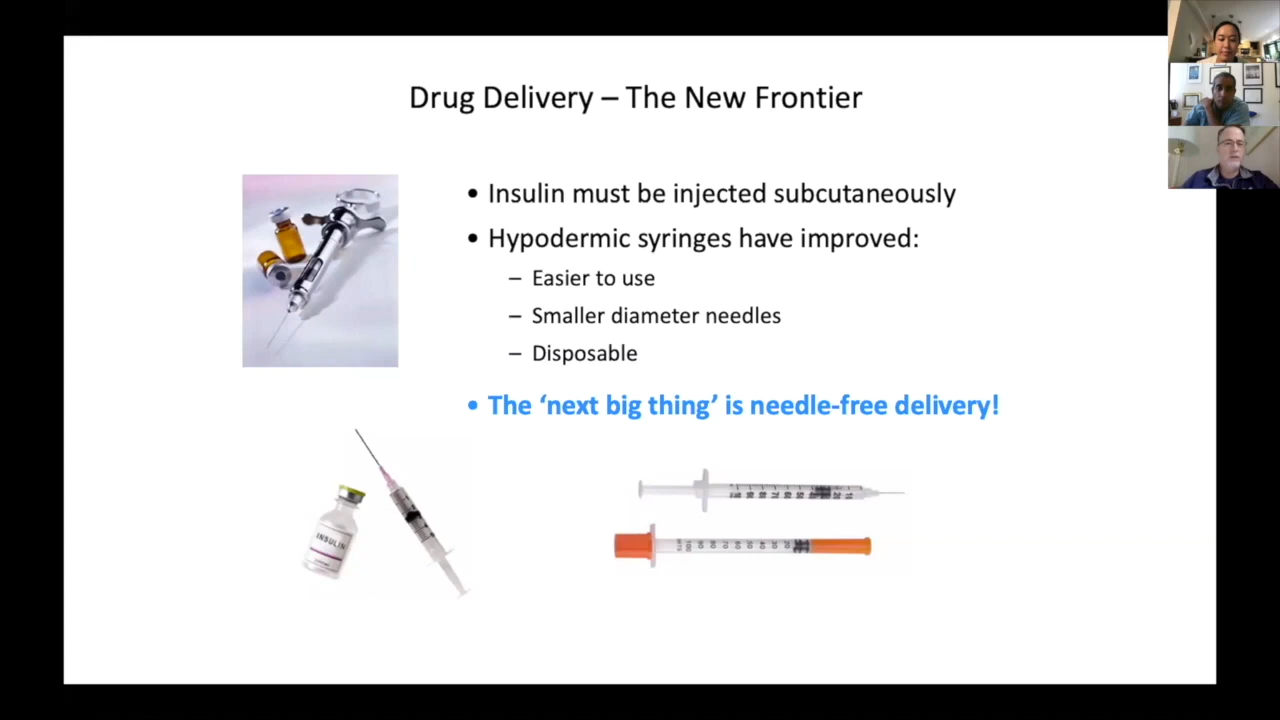 Drug Delivery – The New Frontier
• Insulin must be injected subcutaneously
• Hypodermic syringes have improved:
– Easier to use
– Smaller diameter needles
– Disposable
• The ‘next big thing’ is needle-free delivery!
INSULIN